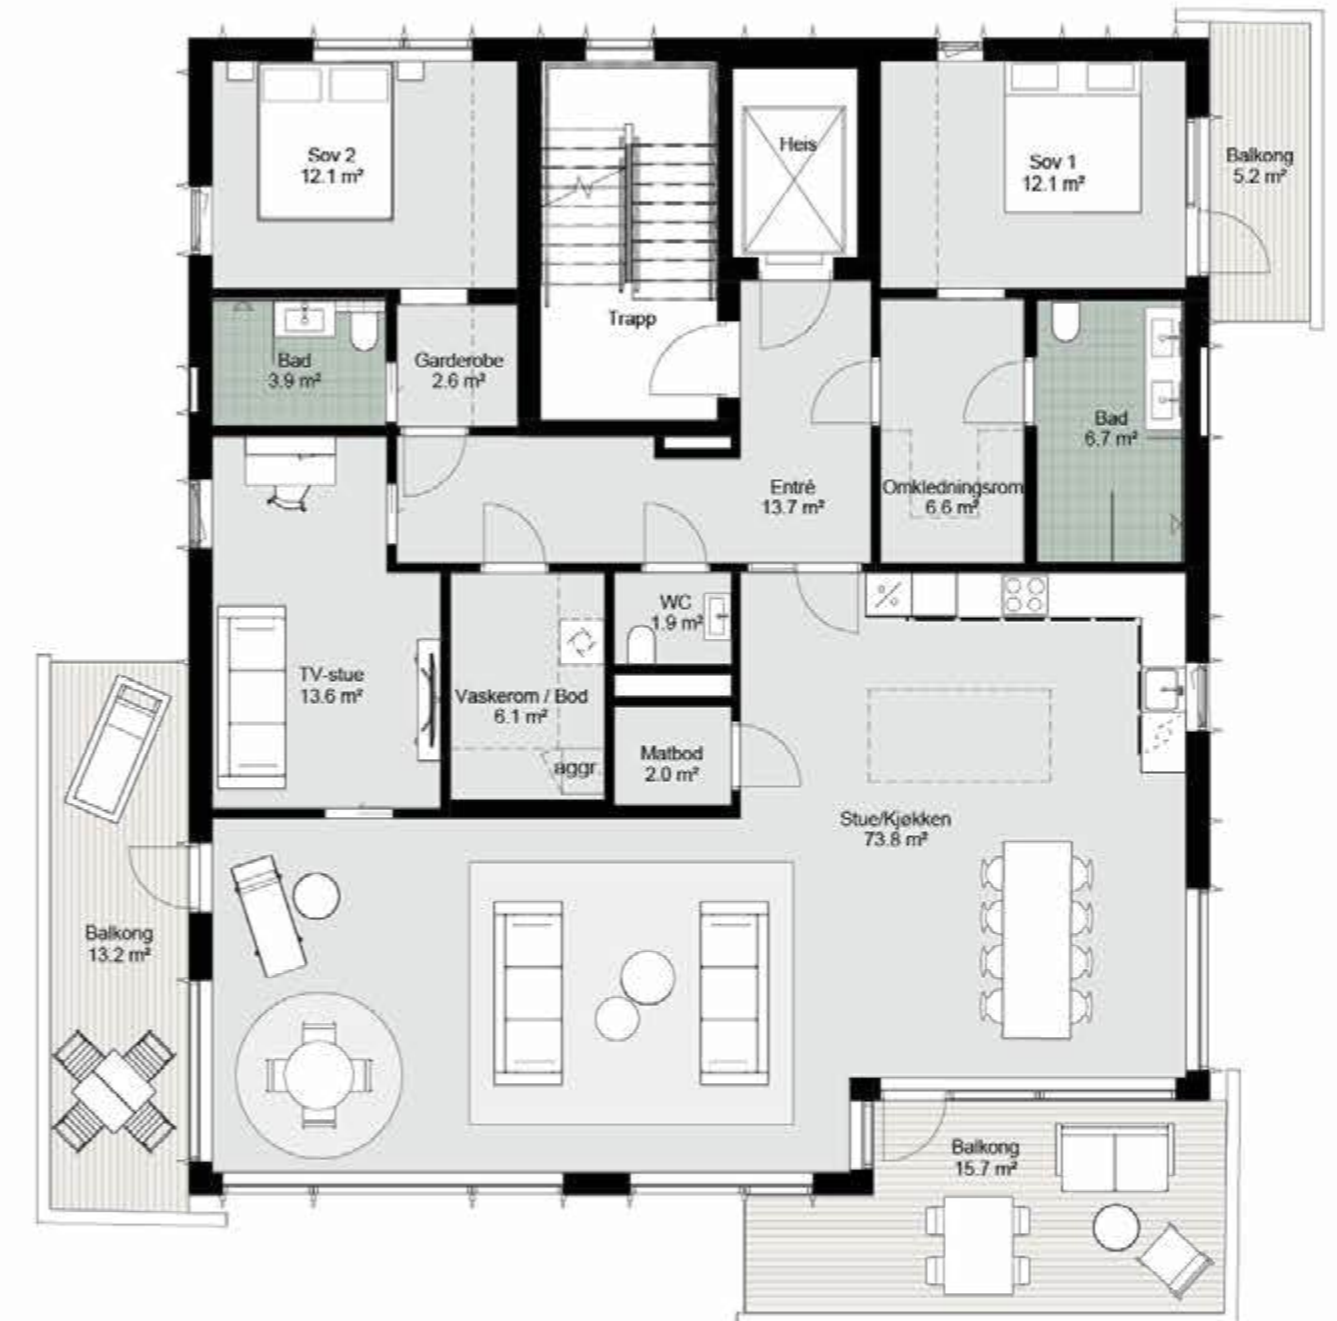 Heis
Sov 2
12.1 m²
Sov 1
12.1 m²
Balkong
5.2 m²
Trapp
Bad
3.9 m²
Garderobe
2.6 m²
Bad
6.7 m²
Entré
13.7 m²
Omkledningsrom
6.6 m²
WC
1.9 m²
TV-stue
13.6 m²
Vaskerom / Bod
6.1 m²
Matbod
2.0 m²
aggr.
Stue/Kjøkken
73.8 m²
Balkong
13.2 m²
Balkong
15.7 m²